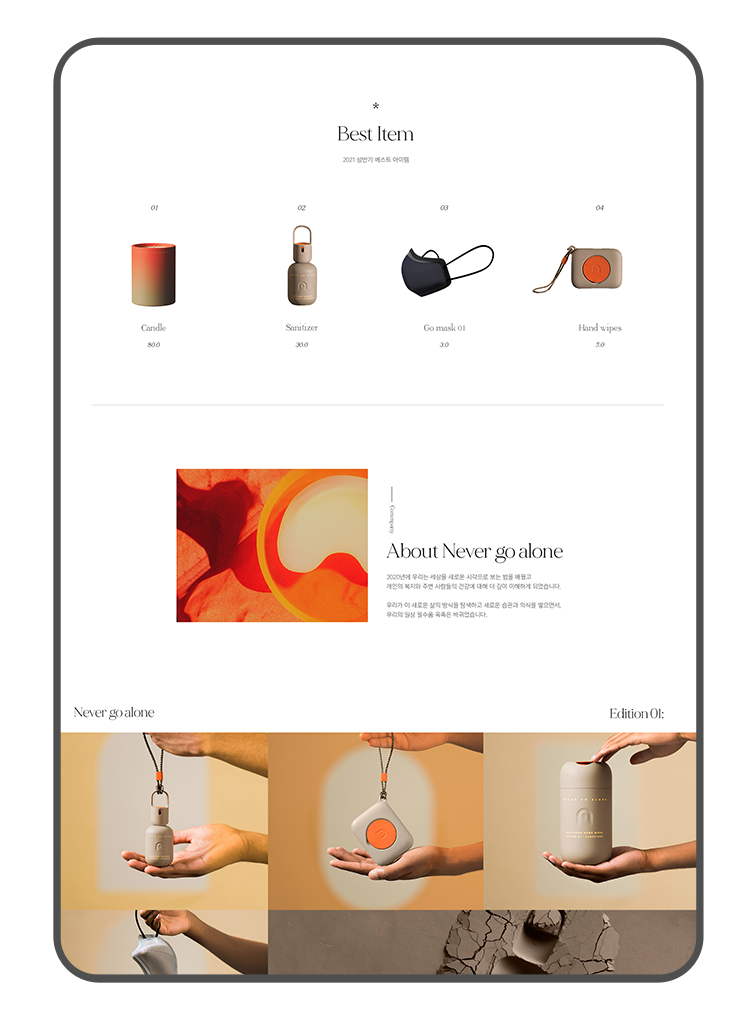 *
Best Item
2021 상반기 베스트 아이템
01
02
03
04
Candle
Sanitizer
Go mask 01
Hand wipes
80.0
30.0
3.0
5.0
About Never go alone
2020년에 우리는 세상을 새로운 시각으로 보는 법을 배웠고
개인의 복지와 주변 사람들의 건강에 대해 더 깊이 이해하게 되었습니다.
우리가 이 새로운 삶의 방식을 탐색하고 새로운 습관과 의식을 쌓으면서,
우리의 일상 필수품 목록은 바뀌었습니다.
Never go alone
Edition 01: